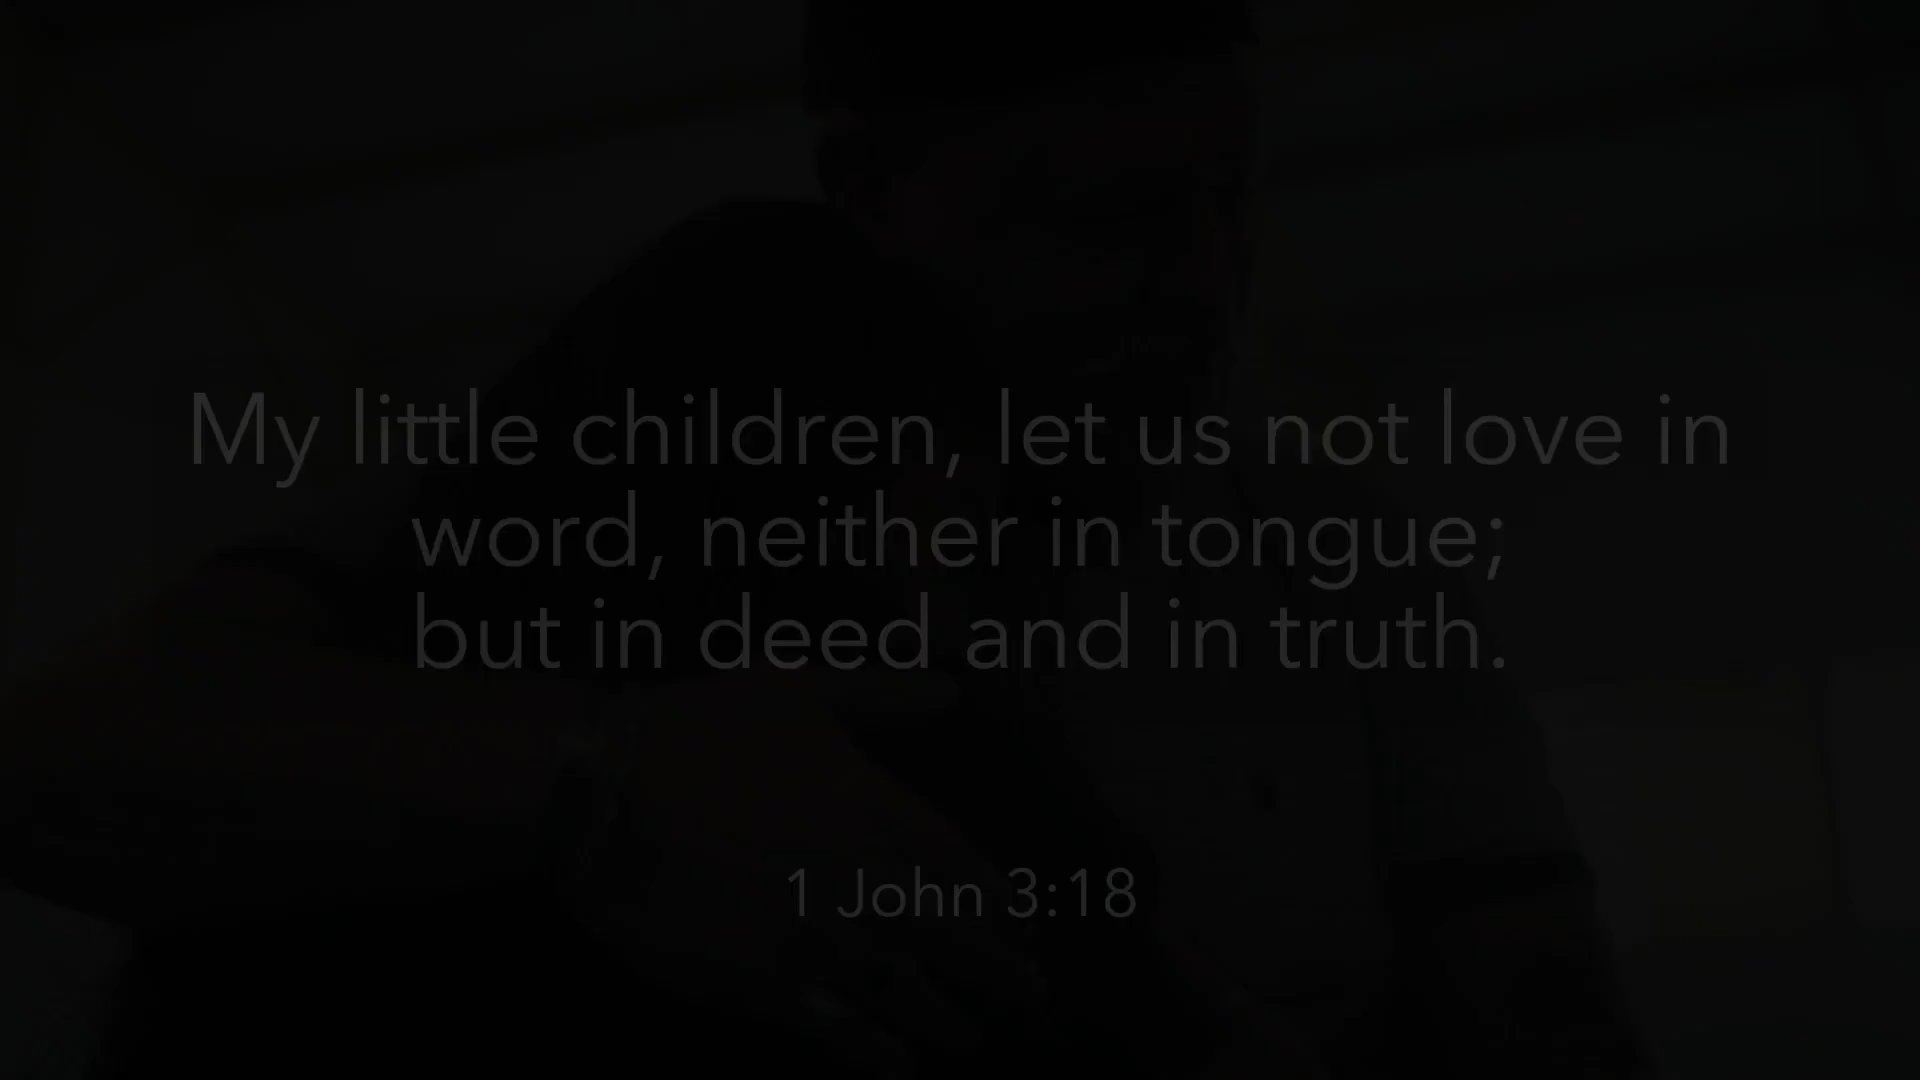 My little children, let us not love in
word, neither in tongue;
but in deed and in truth.
1 John 3:18